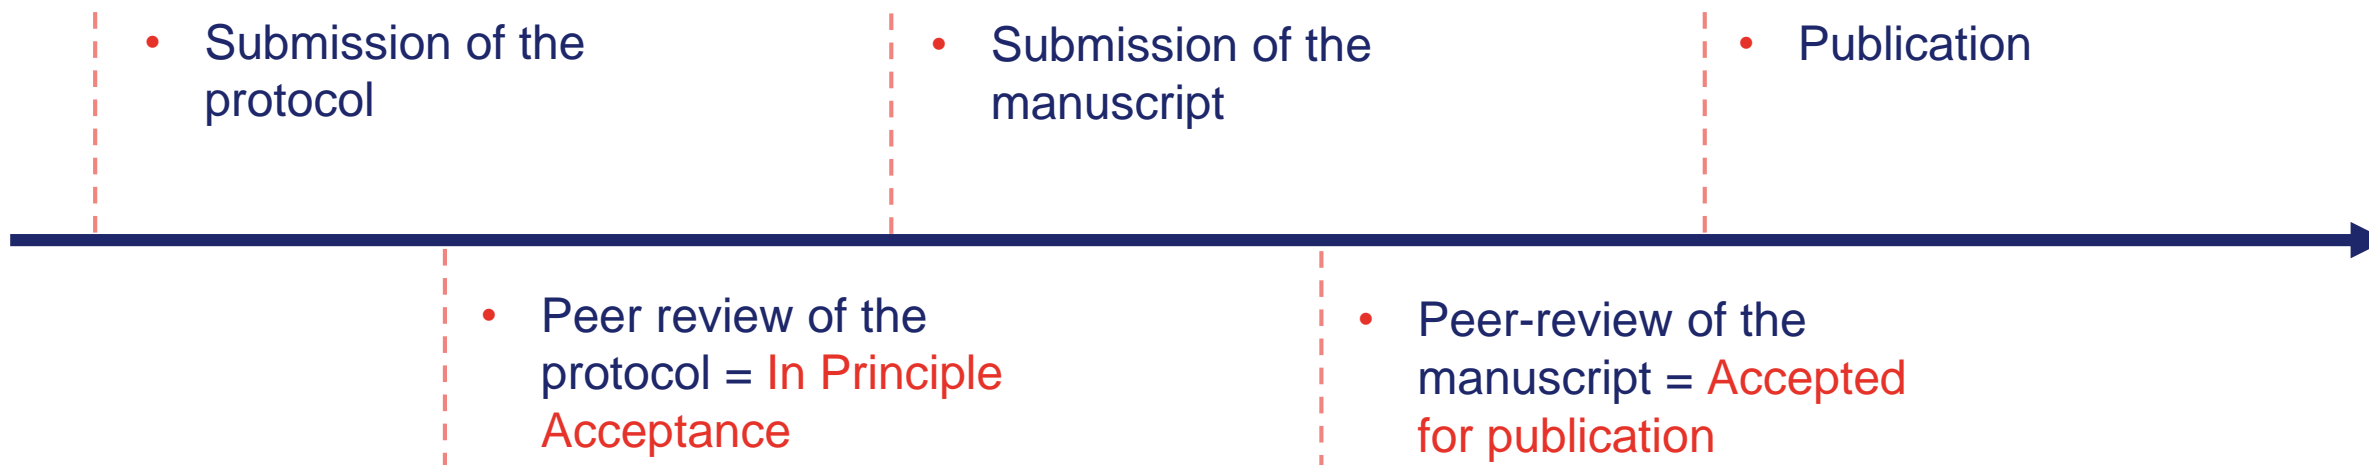 • Submission of the
protocol
• Peer review of the
protocol = In Principle
Acceptance
• Submission of the
manuscript
• Peer-review of the
manuscript = Accepted
for publication
• Publication